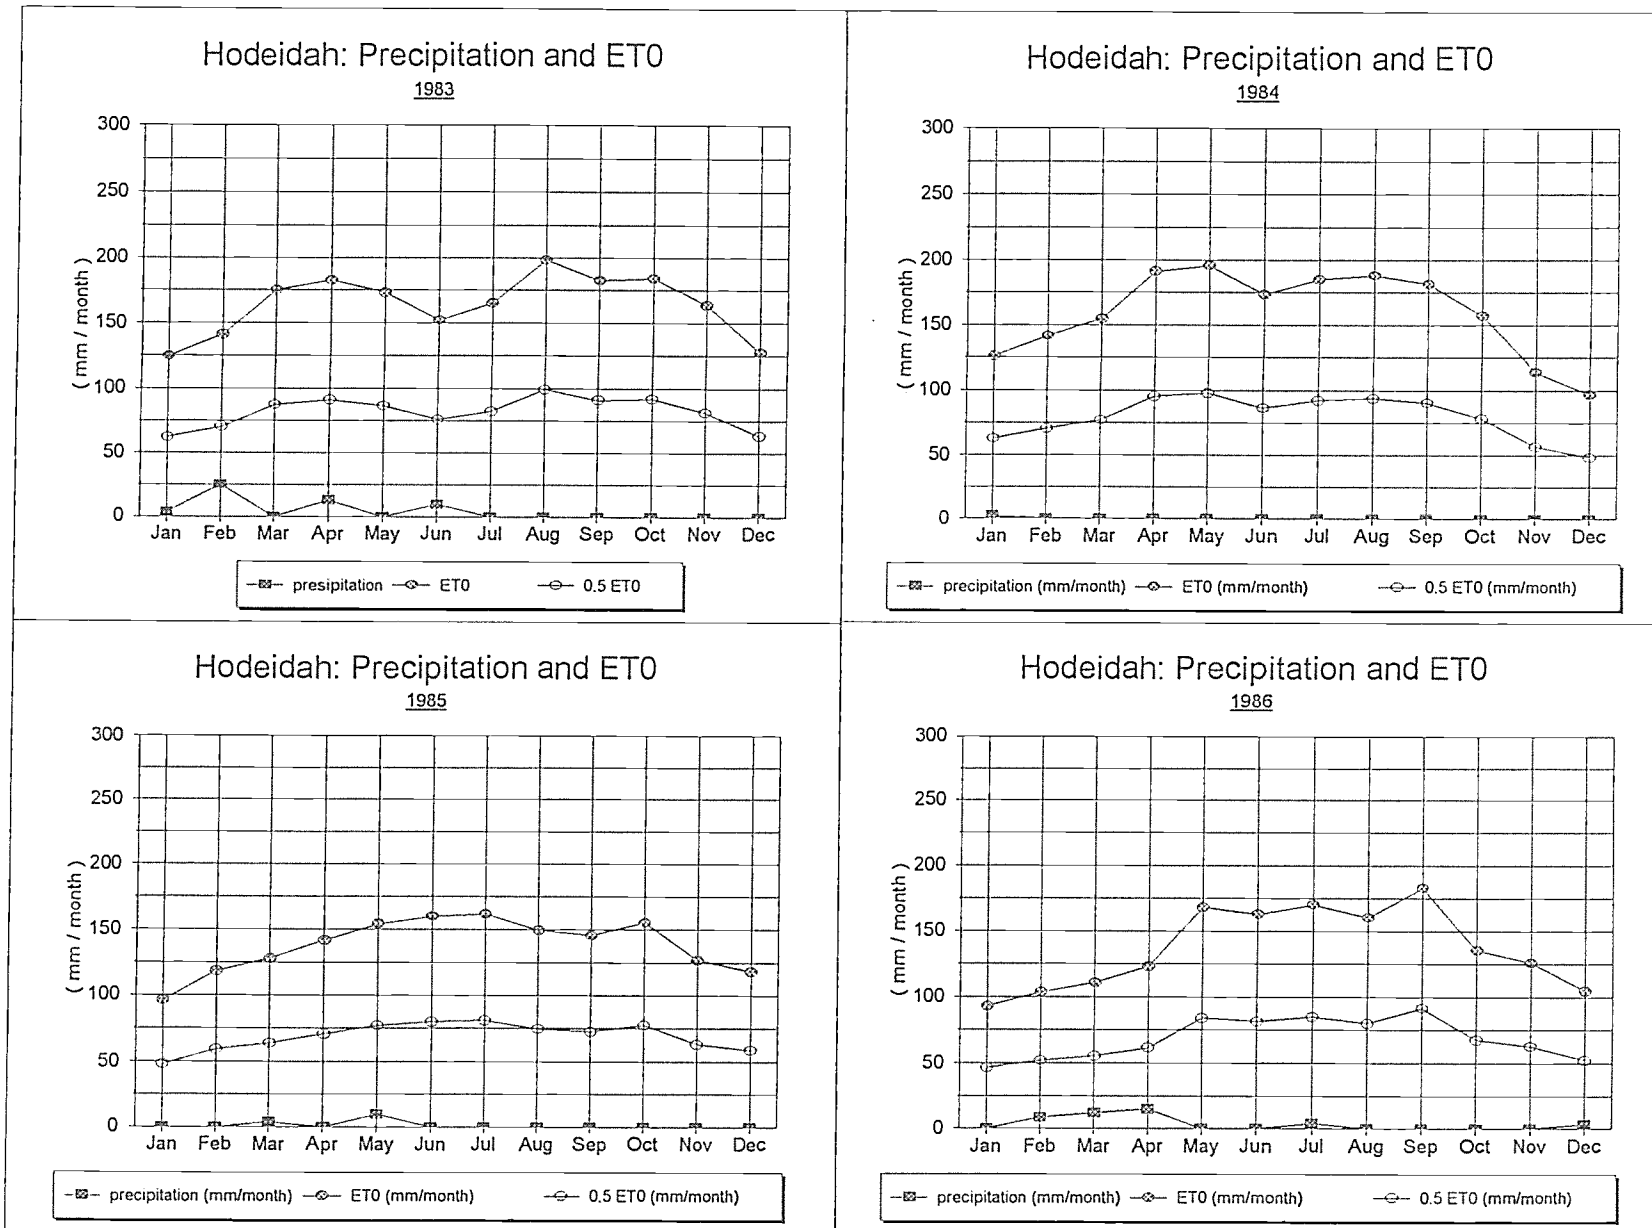 Hodeidah: Precipitation and ET0
1983
( mm / month )
300
250
200
150
100
50
0
Jan Feb Mar Apr May Jun Jul Aug Sep Oct Nov Dec
presipitation ET0 0.5 ET0
Hodeidah: Precipitation and ET0
1984
( mm / month )
300
250
200
150
100
50
0
Jan Feb Mar Apr May Jun Jul Aug Sep Oct Nov Dec
precipitation (mm/month) ET0 (mm/month) 0.5 ET0 (mm/month)
Hodeidah: Precipitation and ET0
1985
( mm / month )
300
250
200
150
100
50
0
Jan Feb Mar Apr May Jun Jul Aug Sep Oct Nov Dec
precipitation (mm/month) ET0 (mm/month) 0.5 ET0 (mm/month)
Hodeidah: Precipitation and ET0
1986
( mm / month )
300
250
200
150
100
50
0
Jan Feb Mar Apr May Jun Jul Aug Sep Oct Nov Dec
precipitation (mm/month) ET0 (mm/month) 0.5 ET0 (mm/month)